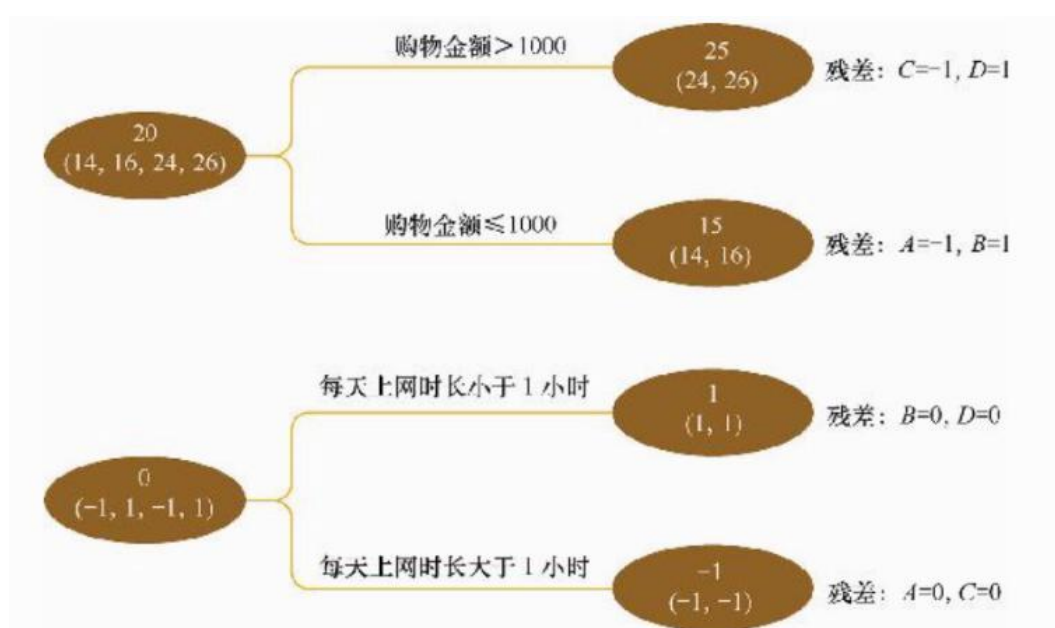 购物金额＞1000
25
(24, 26)
残差：C=-1, D=1
20
(14, 16, 24, 26)
购物金额≤1000
15
(14, 16)
残差：A=-1, B=1
每天上网时长小于 1 小时
1
(1, 1)
残差：B=0, D=0
0
(-1, 1, -1, 1)
每天上网时长大于 1 小时
-1
(-1, -1)
残差：A=0, C=0